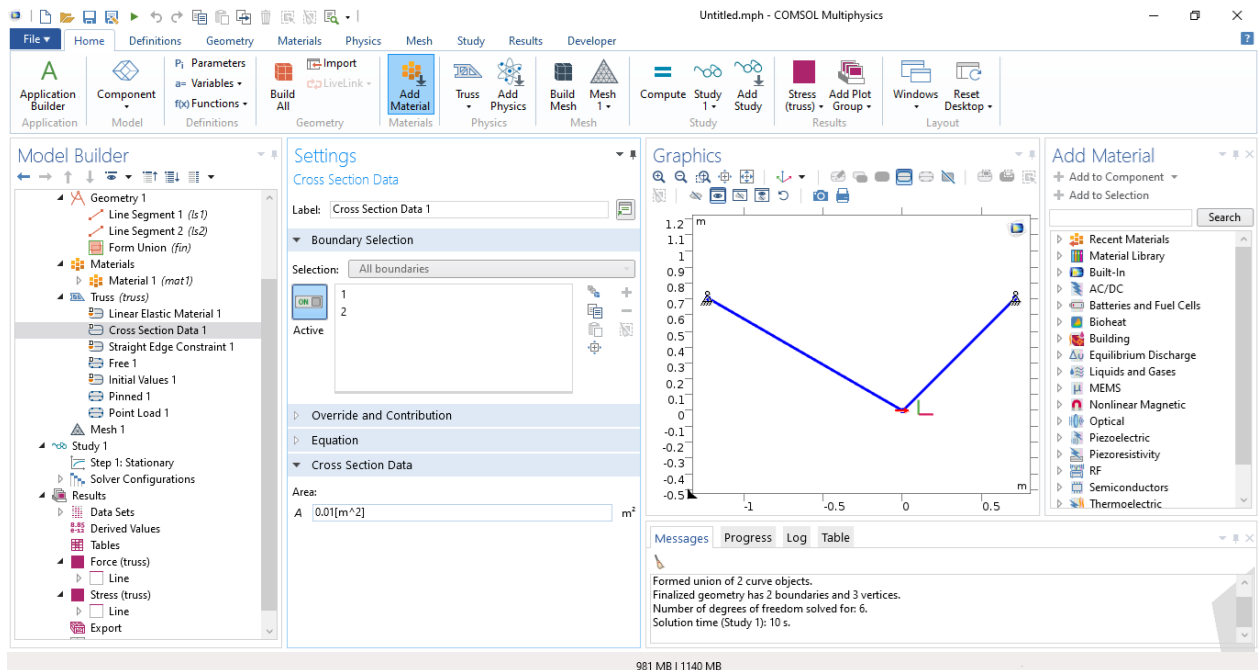 Untitled.mph - COMSOL Multiphysics
File Home Definitions Geometry Materials Physics Mesh Study Results Developer
Application Builder
Component
Pi Parameters
a= Variables
f(x) Functions
Build All
Import
LiveLink
Add Material
Truss
Add Physics
Build Mesh
Mesh 1
Compute
Study 1
Add Study
Stress (truss)
Add Plot Group
Windows
Reset Desktop
Application Model Definitions Geometry Materials Physics Mesh Study Results Layout
Model Builder
Geometry 1
Line Segment 1 (ls1)
Line Segment 2 (ls2)
Form Union (fin)
Materials
Material 1 (mat1)
Truss (truss)
Linear Elastic Material 1
Cross Section Data 1
Straight Edge Constraint 1
Free 1
Initial Values 1
Pinned 1
Point Load 1
Mesh 1
Study 1
Step 1: Stationary
Solver Configurations
Results
Data Sets
8.85
e-12
Derived Values
Tables
Force (truss)
Line
Stress (truss)
Line
Export
Settings
Cross Section Data
Label: Cross Section Data 1
Boundary Selection
Selection: All boundaries
ON
Active
1
2
Override and Contribution
Equation
Cross Section Data
Area:
A 0.01[m^2] m²
Graphics
m
1.2
1.1
1
0.9
0.8
0.7
0.6
0.5
0.4
0.3
0.2
0.1
0
-0.1
-0.2
-0.3
-0.4
-0.5
-1 -0.5 0 0.5
m
Messages Progress Log Table
Formed union of 2 curve objects.
Finalized geometry has 2 boundaries and 3 vertices.
Number of degrees of freedom solved for: 6.
Solution time (Study 1): 10 s.
Add Material
+ Add to Component
+ Add to Selection
Search
Recent Materials
Material Library
Built-In
AC/DC
Batteries and Fuel Cells
Bioheat
Building
Equilibrium Discharge
Liquids and Gases
MEMS
Nonlinear Magnetic
Optical
Piezoelectric
Piezoresistivity
RF
Semiconductors
Thermoelectric
981 MB | 1140 MB